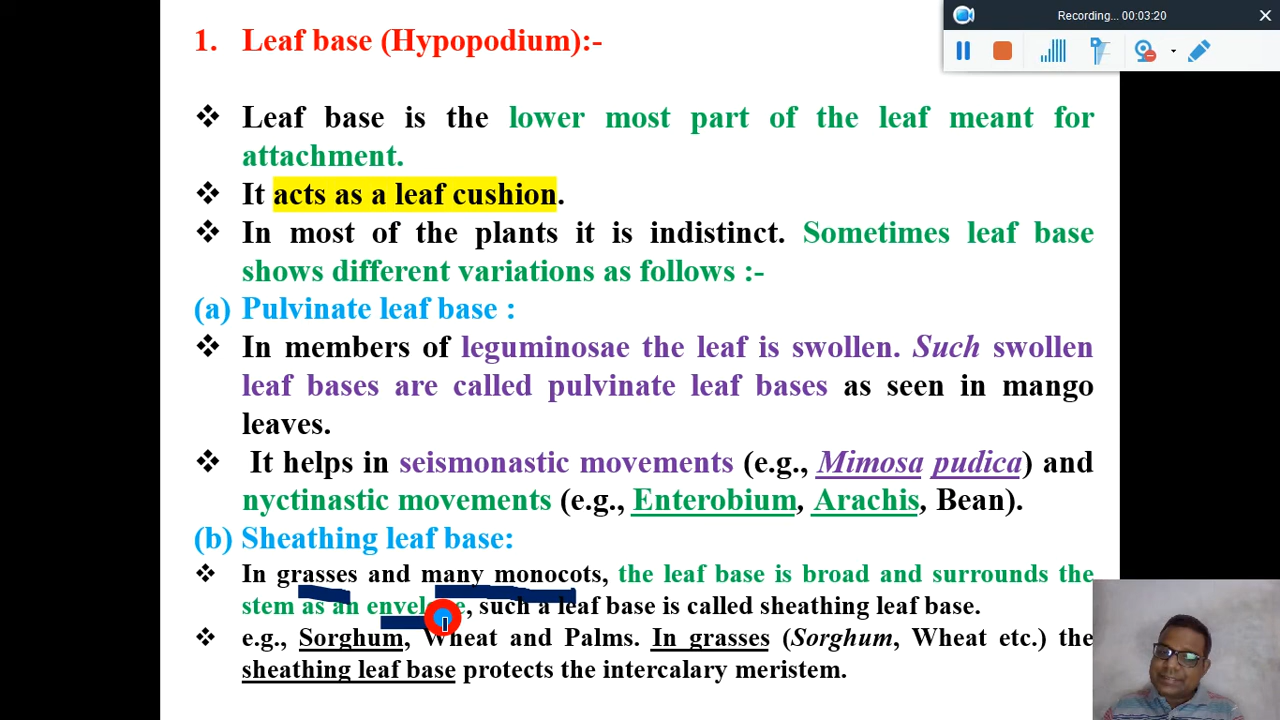 Recording... 00:03:20
1. Leaf base (Hypopodium):-
❖ Leaf base is the lower most part of the leaf meant for
attachment.
❖ It acts as a leaf cushion.
❖ In most of the plants it is indistinct. Sometimes leaf base
shows different variations as follows :-
(a) Pulvinate leaf base :
❖ In members of leguminosae the leaf is swollen. Such swollen
leaf bases are called pulvinate leaf bases as seen in mango
leaves.
❖ It helps in seismonastic movements (e.g., Mimosa pudica) and
nyctinastic movements (e.g., Enterobium, Arachis, Bean).
(b) Sheathing leaf base:
❖ In grasses and many monocots, the leaf base is broad and surrounds the
stem as an envelope, such a leaf base is called sheathing leaf base.
❖ e.g., Sorghum, Wheat and Palms. In grasses (Sorghum, Wheat etc.) the
sheathing leaf base protects the intercalary meristem.